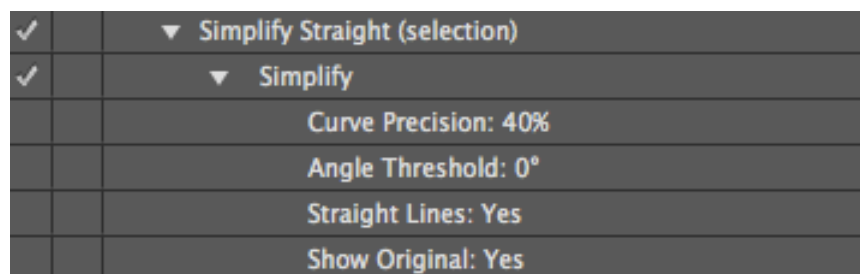 Simplify Straight (selection)
Simplify
Curve Precision: 40%
Angle Threshold: 0°
Straight Lines: Yes
Show Original: Yes